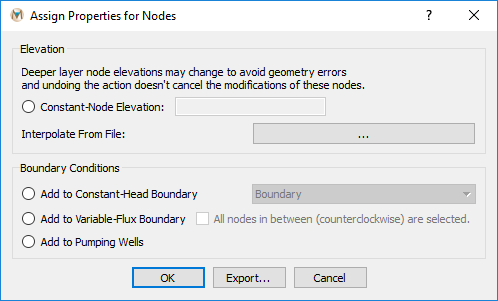 Assign Properties for Nodes
?
Elevation
Deeper layer node elevations may change to avoid geometry errors
and undoing the action doesn't cancel the modifications of these nodes.
Constant-Node Elevation:
Interpolate From File:
...
Boundary Conditions
Add to Constant-Head Boundary
Boundary
Add to Variable-Flux Boundary
All nodes in between (counterclockwise) are selected.
Add to Pumping Wells
OK
Export...
Cancel